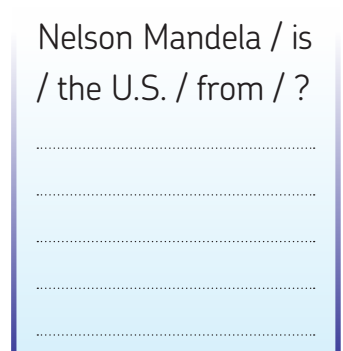 Nelson Mandela / is
/ the U.S. / from / ?